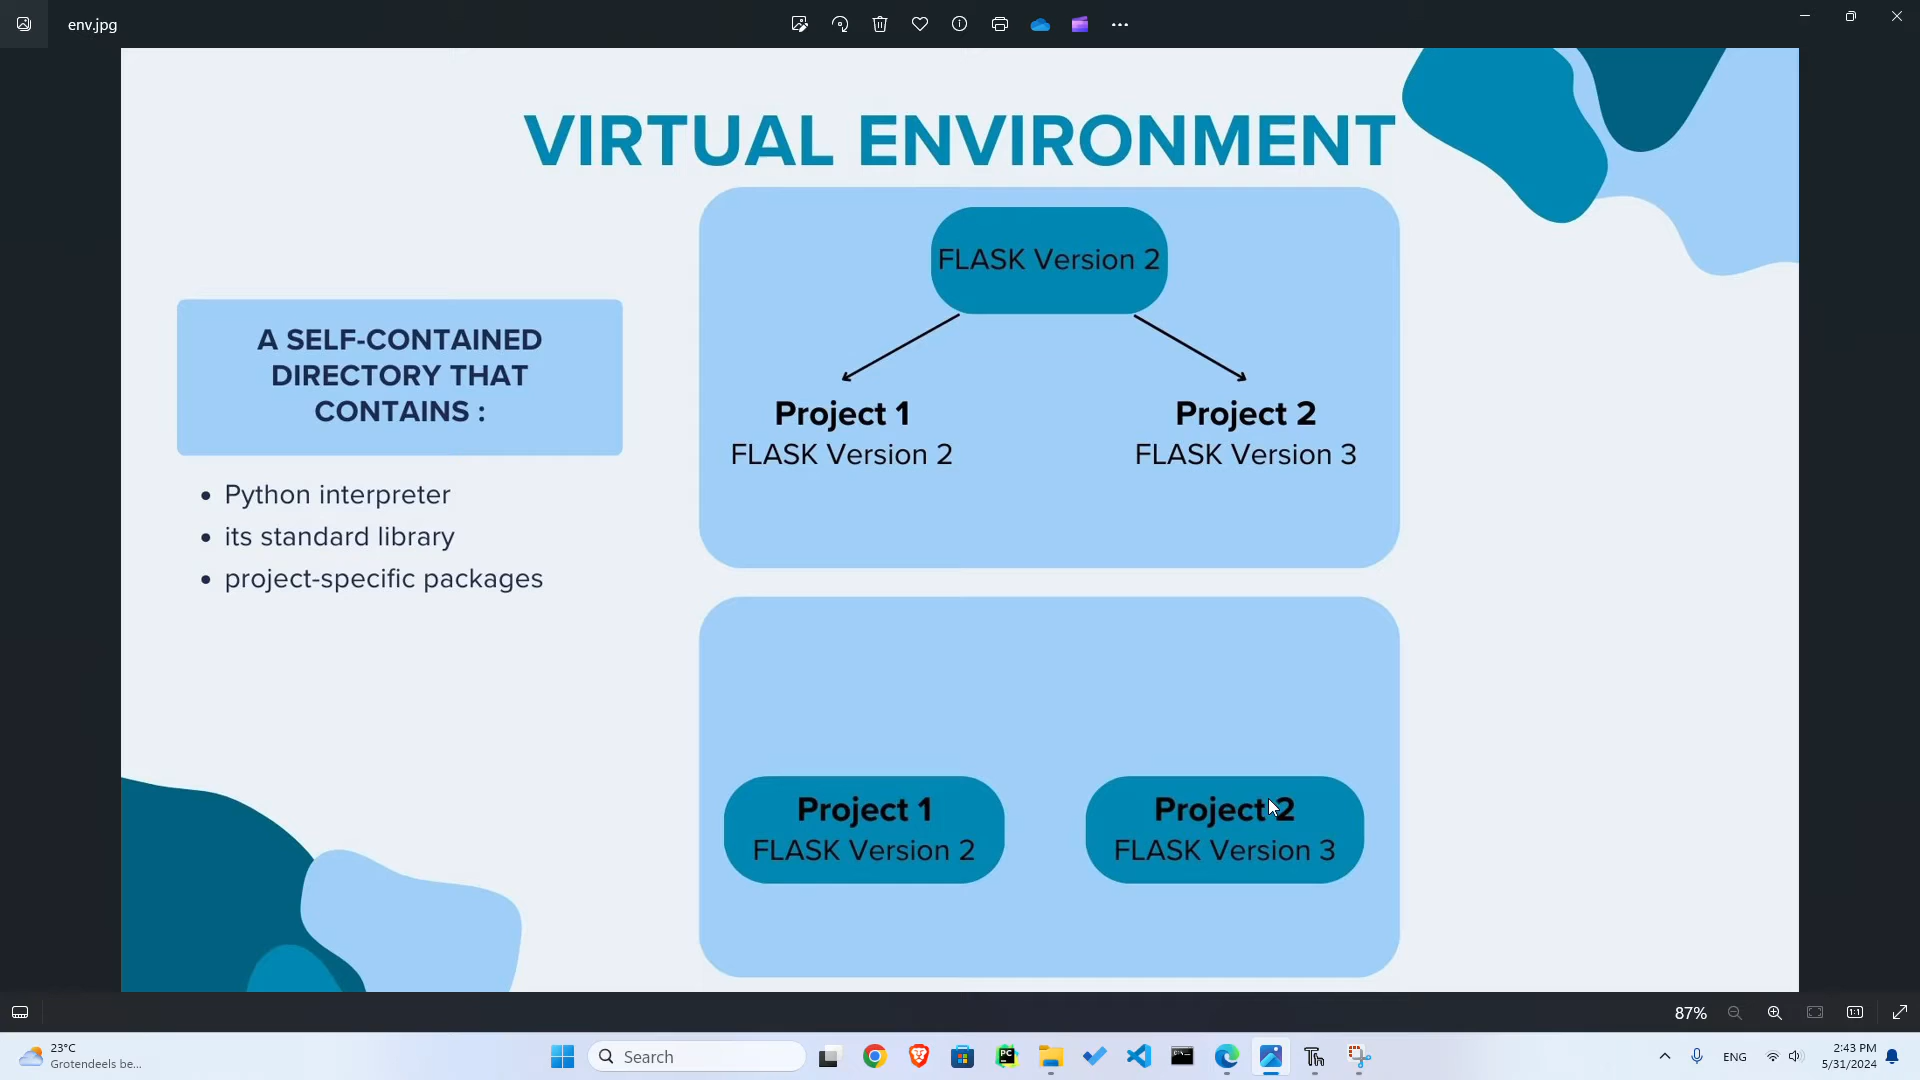 env.jpg
VIRTUAL ENVIRONMENT
A SELF-CONTAINED
DIRECTORY THAT
CONTAINS :
• Python interpreter
• its standard library
• project-specific packages
FLASK Version 2
Project 1
FLASK Version 2
Project 2
FLASK Version 3
Project 1
FLASK Version 2
Project 2
FLASK Version 3
87%
23°C
Grotendeels be...
Search
ENG
2:43 PM
5/31/2024